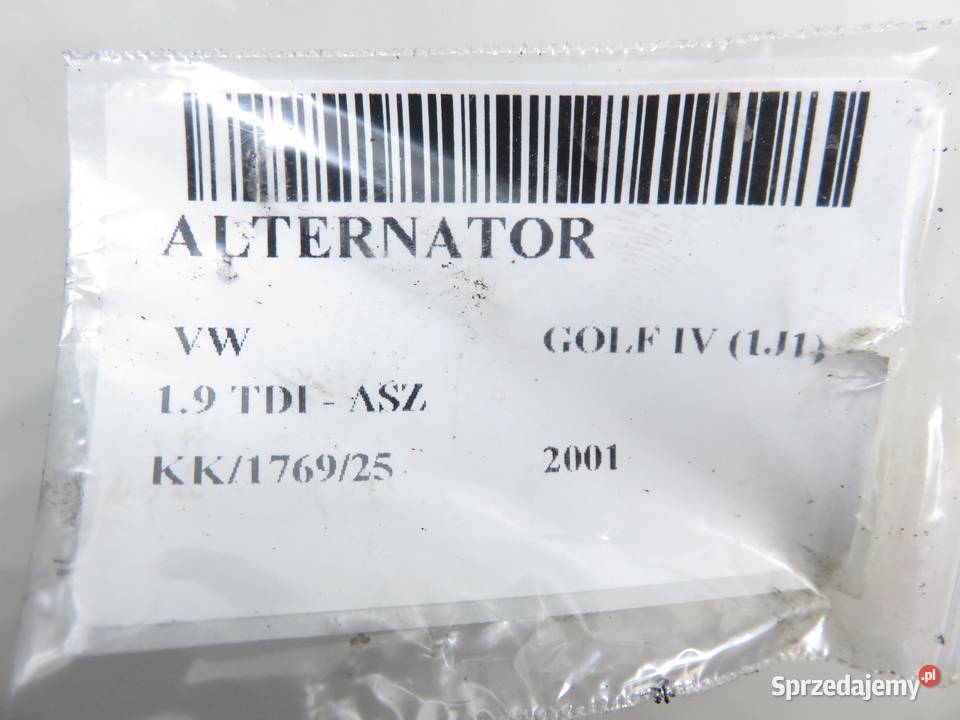 ALTERNATOR
VW GOLF IV (1J1)
1.9 TDI - ASZ
KK/1769/25 2001
Sprzedajemy.pl